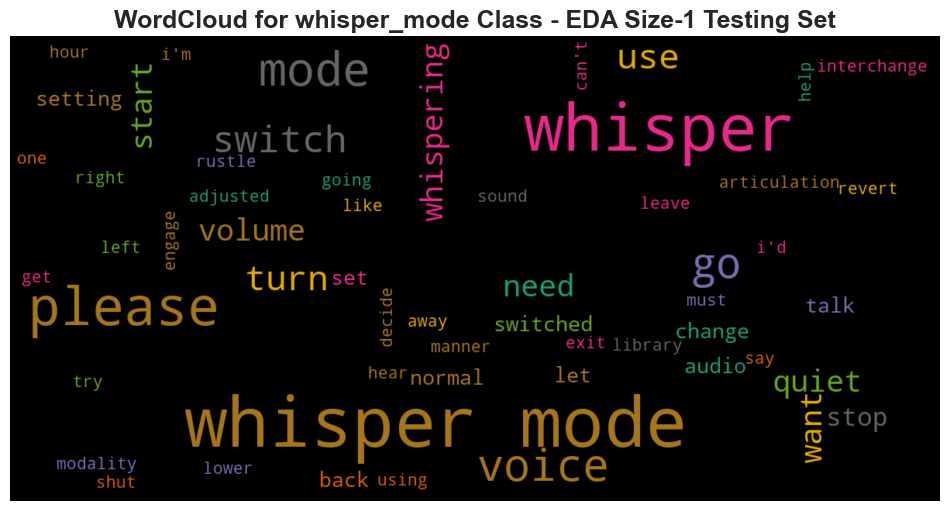 WordCloud for whisper_mode Class - EDA Size-1 Testing Set
hour
i'm
mode
whispering
can't
use
help
interchange
setting
start
switch
whisper
one
rustle
right
going
adjusted
like
sound
articulation
revert
leave
engage
volume
left
i'd
go
get
turn
set
need
must
please
decide
away
switched
talk
change
manner
exit
library
say
audio
try
hear
normal
let
quiet
want
stop
whisper mode
voice
modality
lower
shut
back
using